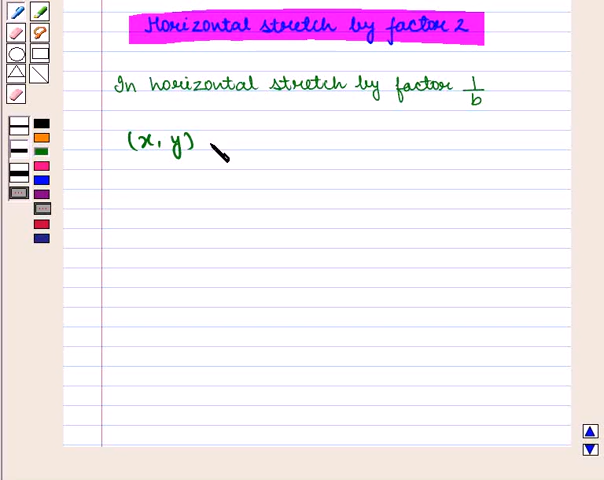 Horizontal stretch by factor 2
In horizontal stretch by factor 1/b
(x, y)